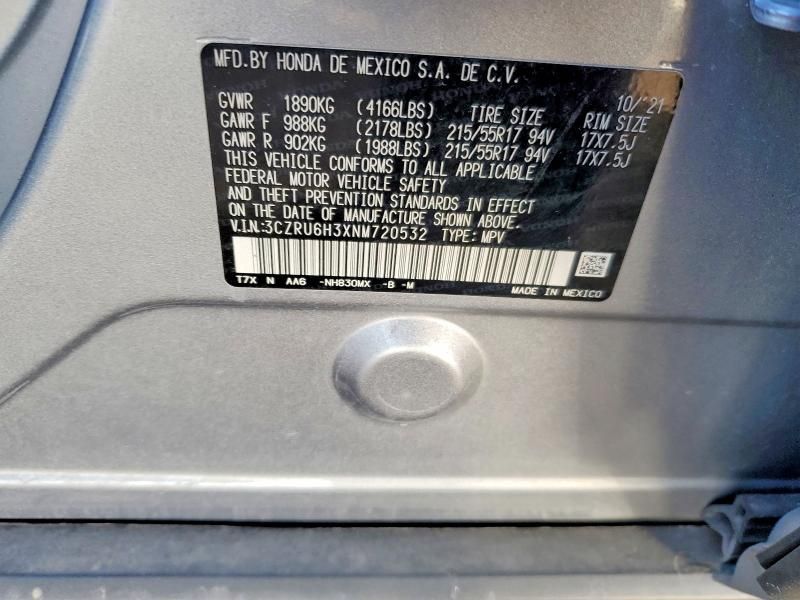 MFD.BY HONDA DE MEXICO S.A. DE C.V.
10/'21
GVWR 1890KG (4166LBS) TIRE SIZE RIM SIZE
GAWR F 988KG (2178LBS) 215/55R17 94V 17X7.5J
GAWR R 902KG (1988LBS) 215/55R17 94V 17X7.5J
THIS VEHICLE CONFORMS TO ALL APPLICABLE
FEDERAL MOTOR VEHICLE SAFETY
AND THEFT PREVENTION STANDARDS IN EFFECT
ON THE DATE OF MANUFACTURE SHOWN ABOVE.
V.I.N.:3CZRU6H3XNM720532 TYPE: MPV
T7X N AA6 -NH830MX -B -M
MADE IN MEXICO